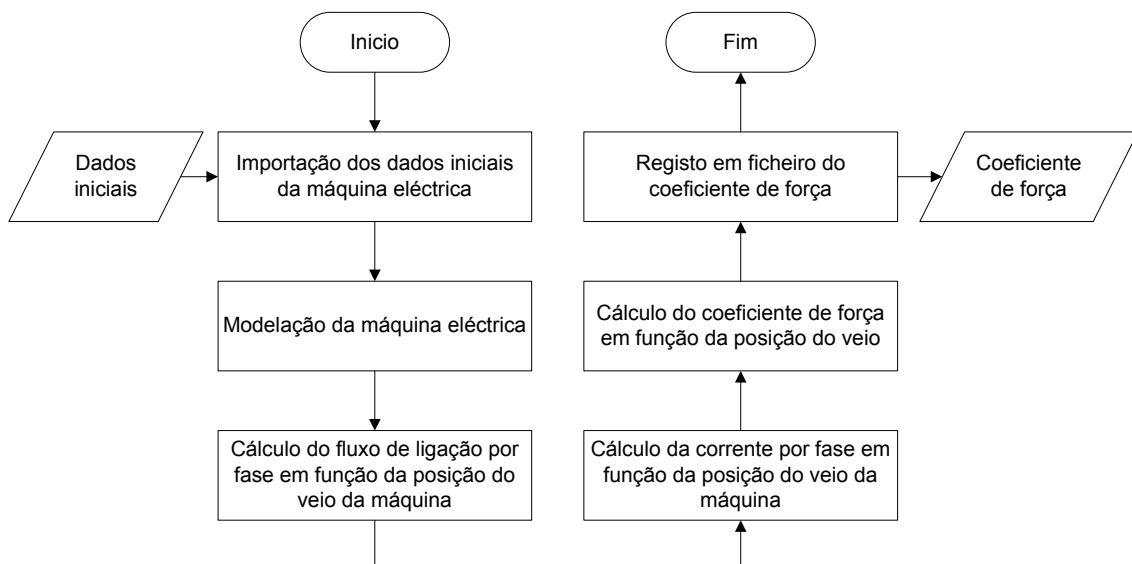 Inicio
Dados
iniciais
Importação dos dados iniciais
da máquina eléctrica
Modelação da máquina eléctrica
Cálculo do fluxo de ligação por
fase em função da posição do
veio da máquina
Cálculo da corrente por fase em
função da posição do veio da
máquina
Cálculo do coeficiente de força
em função da posição do veio
Registo em ficheiro do
coeficiente de força
Coeficiente
de força
Fim